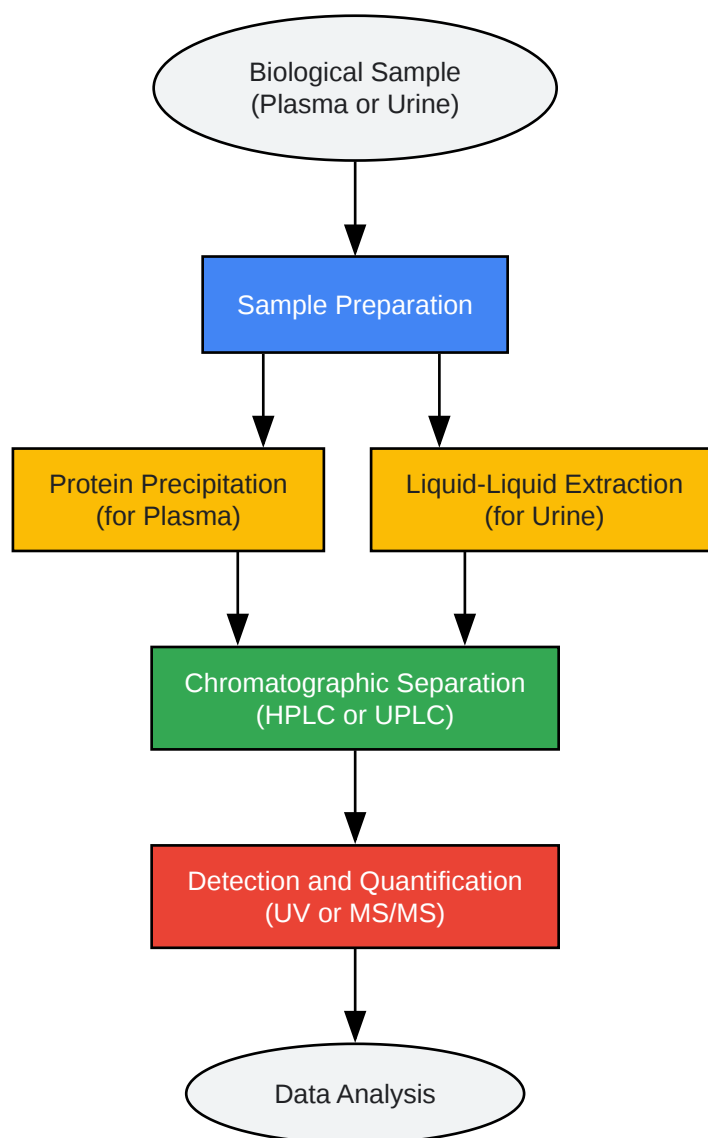 Biological Sample
(Plasma or Urine)
Sample Preparation
Protein Precipitation
(for Plasma)
Liquid-Liquid Extraction
(for Urine)
Chromatographic Separation
(HPLC or UPLC)
Detection and Quantification
(UV or MS/MS)
Data Analysis